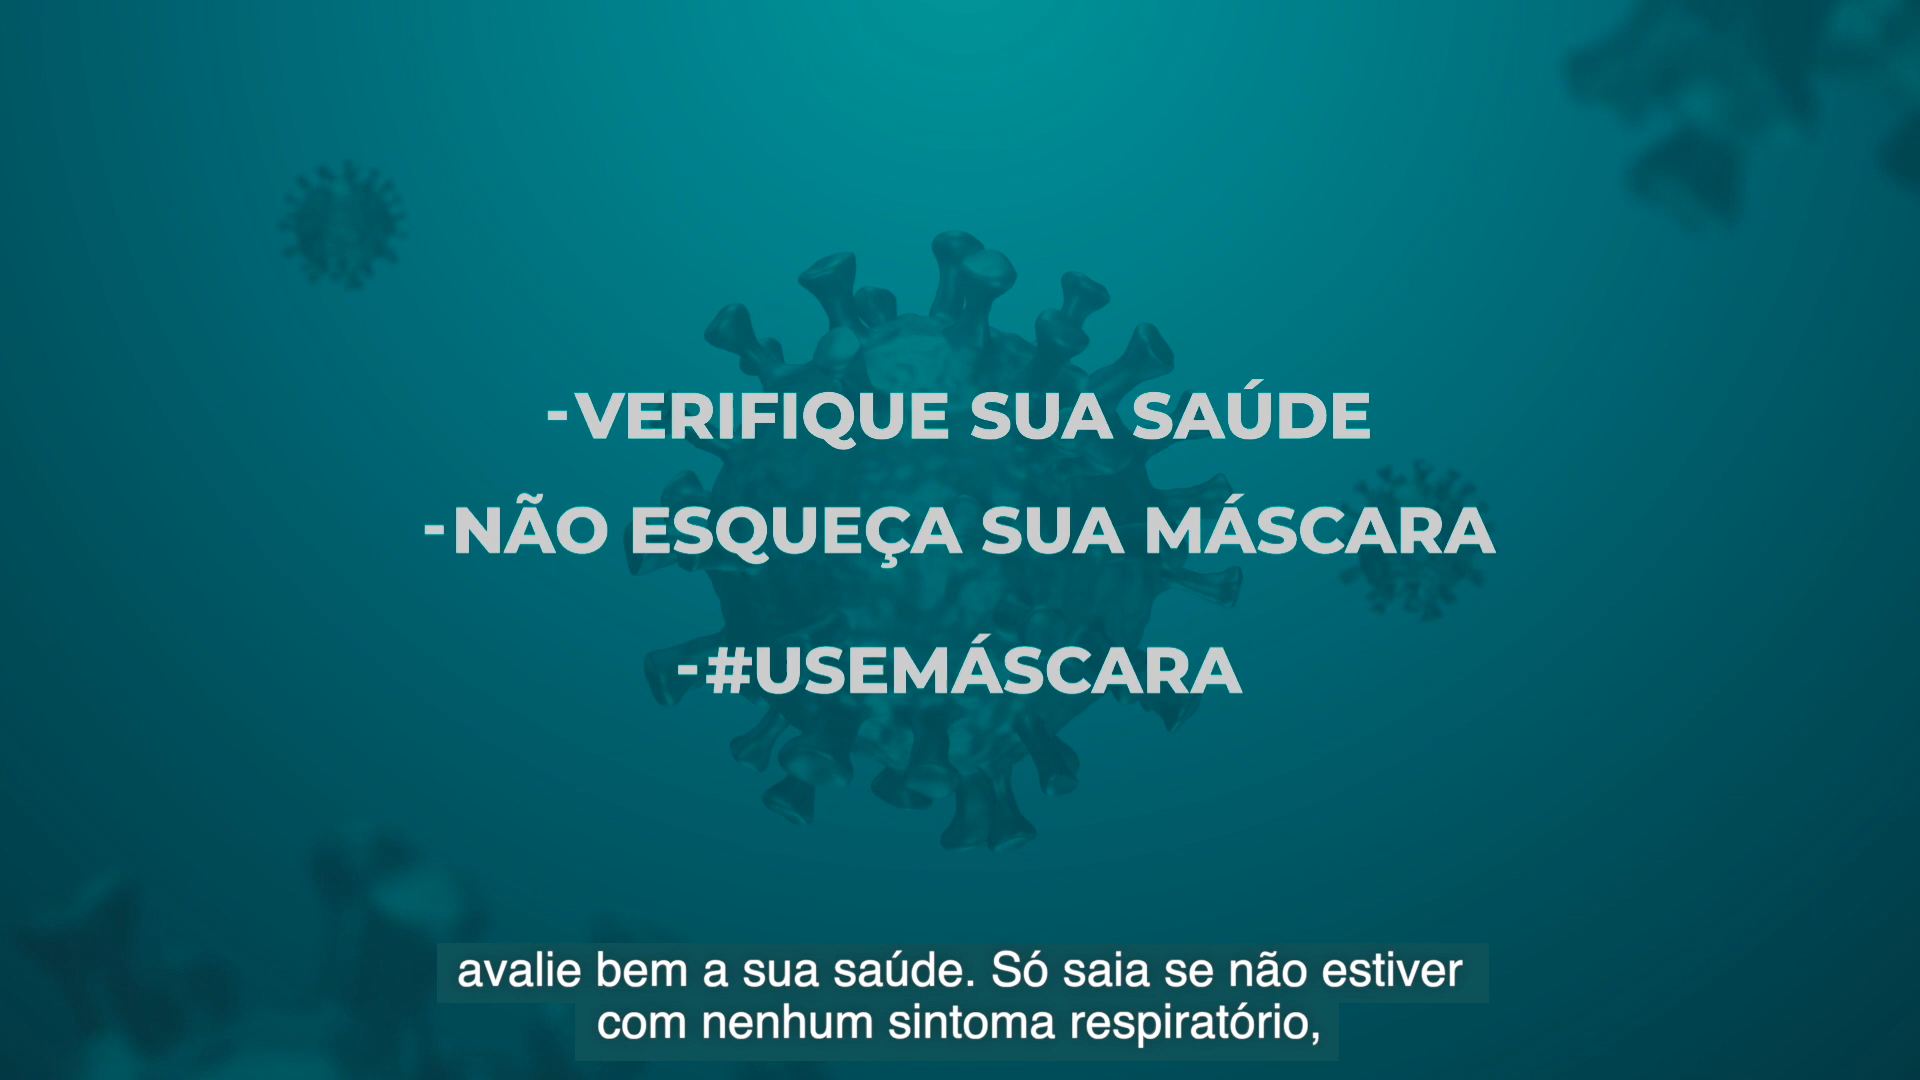 -VERIFIQUE SUA SAÚDE
-NÃO ESQUEÇA SUA MÁSCARA
-#USEMÁSCARA
avalie bem a sua saúde. Só saia se não estiver
com nenhum sintoma respiratório,